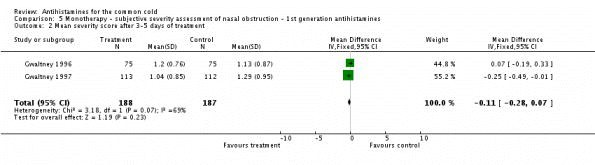 Review: Antihistamines for the common cold
Comparison: 5 Monotherapy - subjective severity assessment of nasal obstruction - 1st generation antihistamines
Outcome: 2 Mean severity score after 3-5 days of treatment
Study or subgroup Treatment Control Mean Difference Weight Mean Difference
N Mean(SD) N Mean(SD) IV,Fixed,95% CI IV,Fixed,95% CI
Gwaltney 1996 75 1.2 (0.76) 75 1.13 (0.87) 44.8 % 0.07 [ -0.19, 0.33 ]
Gwaltney 1997 113 1.04 (0.85) 112 1.29 (0.95) 55.2 % -0.25 [ -0.49, -0.01 ]
Total (95% CI) 188 187 100.0 % -0.11 [ -0.28, 0.07 ]
Heterogeneity: Chi² = 3.18, df = 1 (P = 0.07); I² =69%
Test for overall effect: Z = 1.19 (P = 0.23)
-10 -5 0 5 10
Favours treatment Favours control